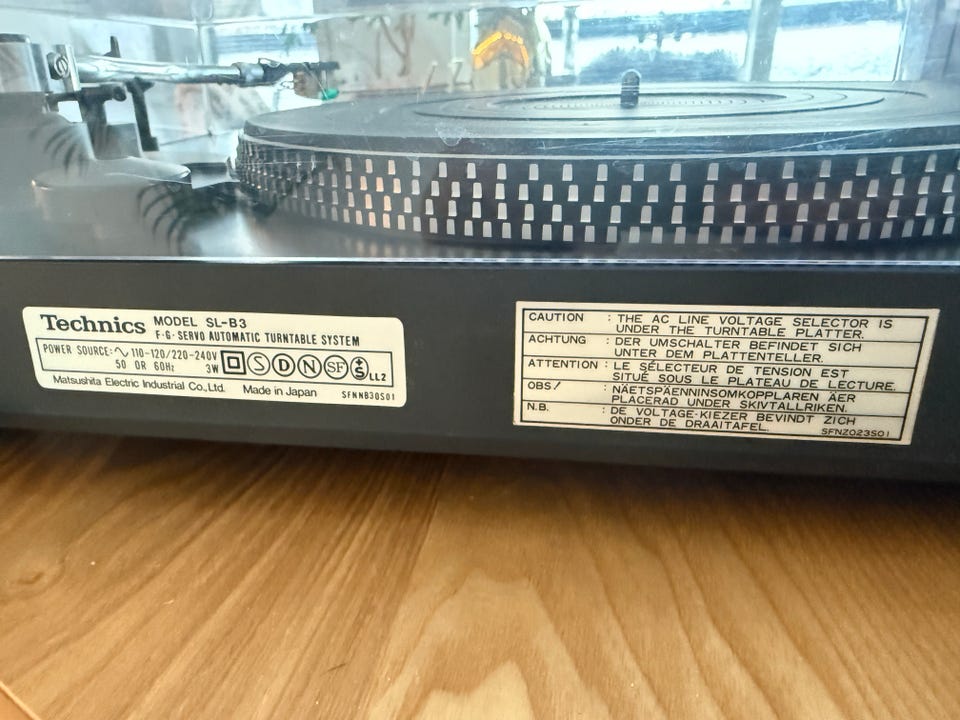 Technics MODEL SL-B3
F·G·SERVO AUTOMATIC TURNTABLE SYSTEM
POWER SOURCE: ∿ 110-120/220-240V
50 OR 60Hz 3W
S D N SF S
LL2
Matsushita Electric Industrial Co.,Ltd. Made in Japan SFNNB30S01
CAUTION : THE AC LINE VOLTAGE SELECTOR IS
UNDER THE TURNTABLE PLATTER.
ACHTUNG : DER UMSCHALTER BEFINDET SICH
UNTER DEM PLATTENTELLER.
ATTENTION : LE SÉLECTEUR DE TENSION EST
SITUÉ SOUS LE PLATEAU DE LECTURE.
OBS! : NÄETSPÄENNINSOMKOPPLAREN ÄER
PLACERAD UNDER SKIVTALLRIKEN.
N.B. : DE VOLTAGE-KIEZER BEVINDT ZICH
ONDER DE DRAAITAFEL. SFNZ023S01